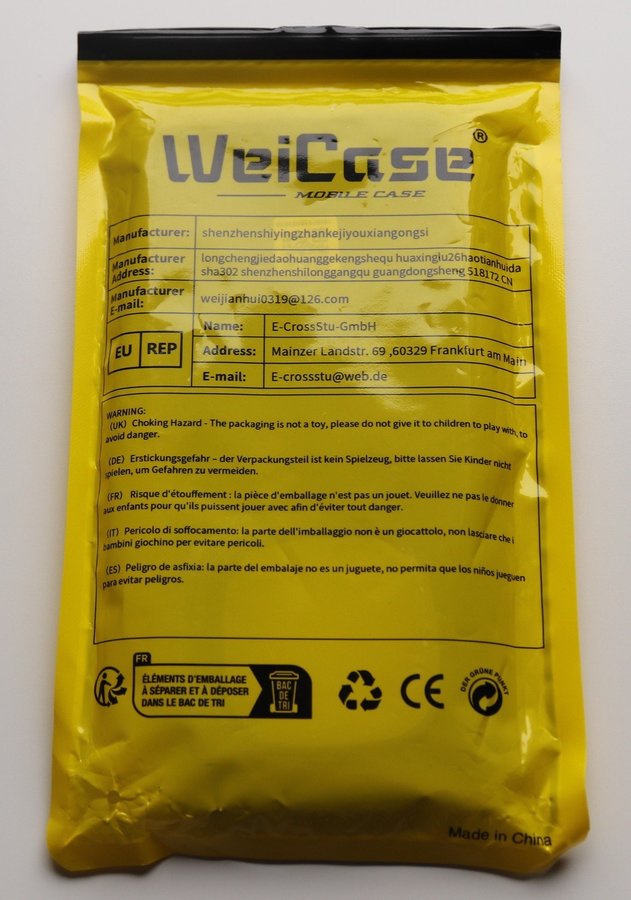 WeiCase®
MOBILE CASE
Manufacturer: shenzhenshiyingzhankejiyouxiangongsi
Manufacturer Address: longchengjiedaohuanggekengshequ huaxinglu26haotianhuida
sha302 shenzhenshilonggangqu guangdongsheng 518172 CN
Manufacturer E-mail: weijianhui0319@126.com
EU REP
Name: E-CrossStu-GmbH
Address: Mainzer Landstr. 69 ,60329 Frankfurt am Main
E-mail: E-crossstu@web.de
WARNING:
(UK) Choking Hazard - The packaging is not a toy, please do not give it to children to play with, to
avoid danger.
(DE) Erstickungsgefahr – der Verpackungsteil ist kein Spielzeug, bitte lassen Sie Kinder nicht
spielen, um Gefahren zu vermeiden.
(FR) Risque d'étouffement : la pièce d'emballage n'est pas un jouet. Veuillez ne pas le donner
aux enfants pour qu'ils puissent jouer avec afin d'éviter tout danger.
(IT) Pericolo di soffocamento: la parte dell'imballaggio non è un giocattolo, non lasciare che i
bambini giochino per evitare pericoli.
(ES) Peligro de asfixia: la parte del embalaje no es un juguete, no permita que los niños jueguen
para evitar peligros.
FR
ÉLÉMENTS D'EMBALLAGE
À SÉPARER ET À DÉPOSER
DANS LE BAC DE TRI
BAC
DE
TRI
CE
DER GRÜNE PUNKT
Made in China